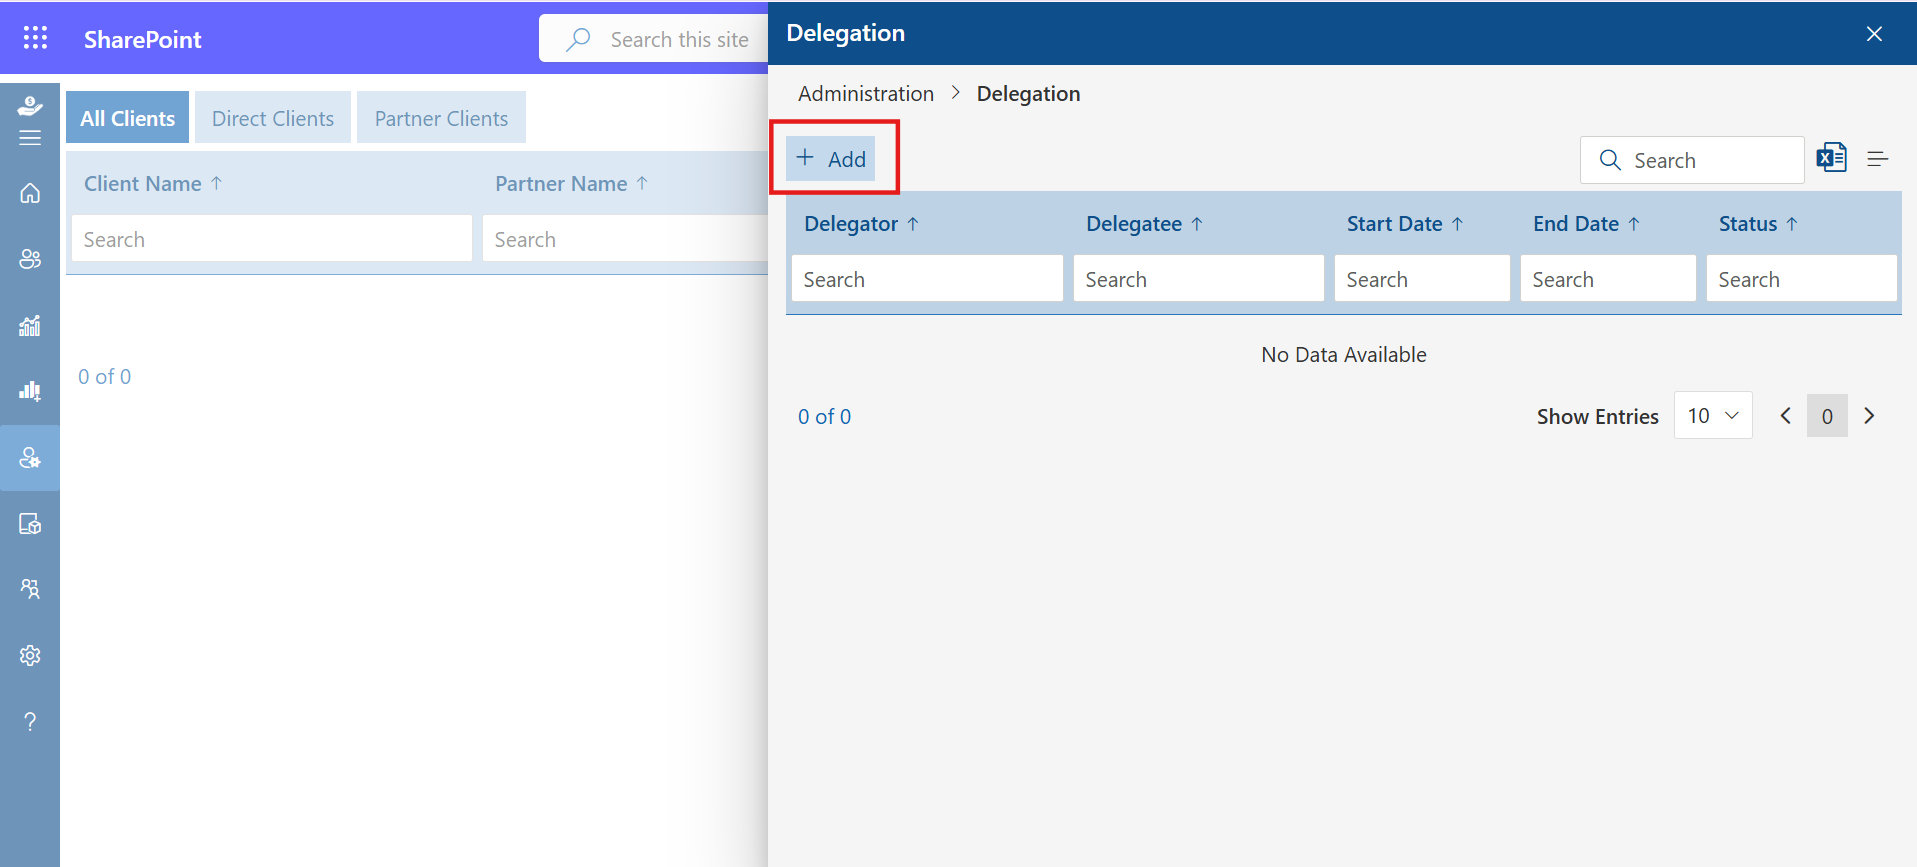 SharePoint
Search this site
All Clients
Direct Clients
Partner Clients
Client Name
Partner Name
Search
Search
0 of 0
Delegation
Administration > Delegation
+ Add
Search
Delegator
Delegatee
Start Date
End Date
Status
Search
Search
Search
Search
Search
No Data Available
0 of 0
Show Entries
10
0